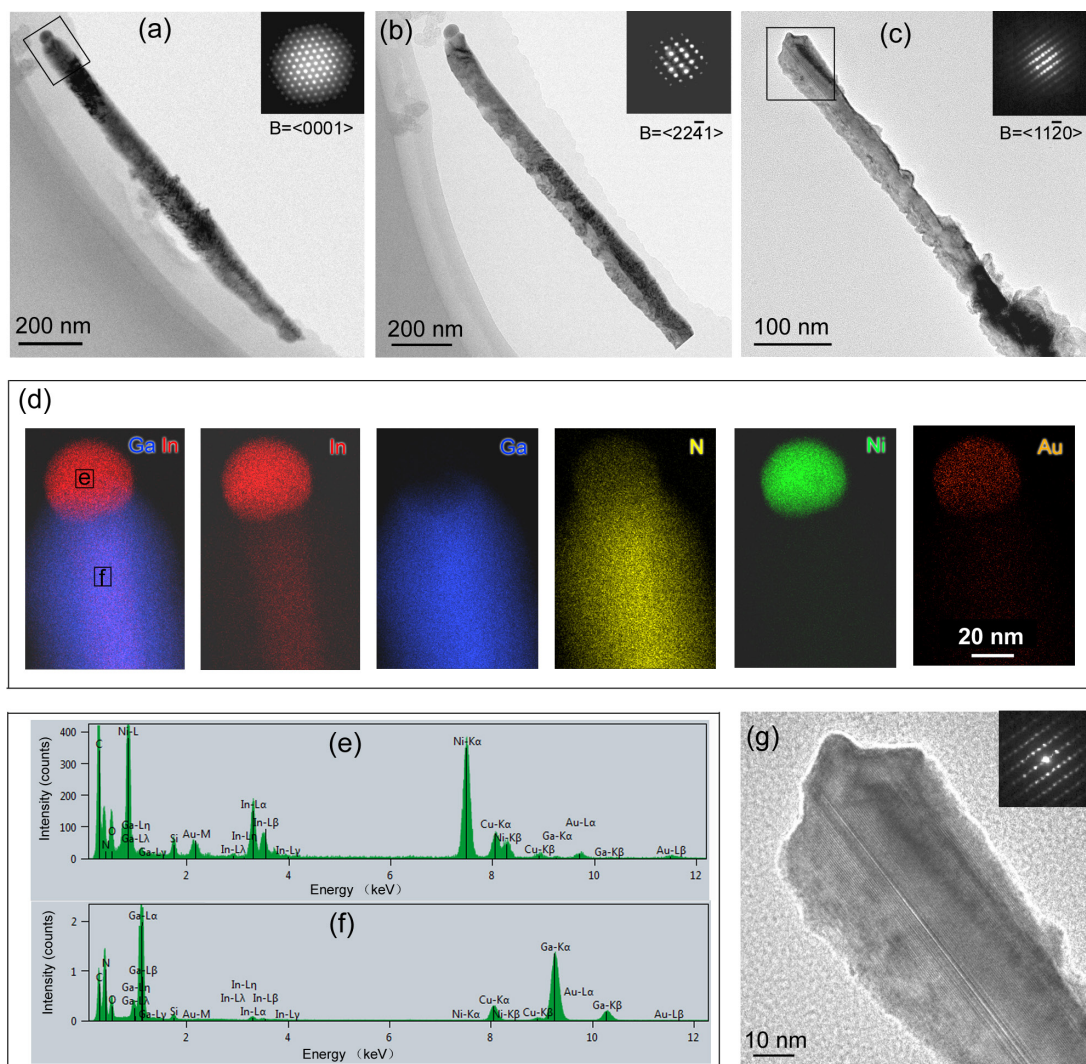 (a)
B=<0001>
200 nm
(b)
B=<224̅1>
200 nm
(c)
B=<112̅0>
100 nm
(d)
Ga In
e
f
In
Ga
N
Ni
Au
20 nm
(e)
Intensity (counts)
400
300
200
100
0
C
N
O
Ni-L
Ga-Lη
Ga-Lλ
Ga-Lγ
Si
Au-M
In-Lα
In-Lη
In-Lβ
In-Lλ
In-Lγ
Ni-Kα
Cu-Kα
Ni-Kβ
Cu-Kβ
Ga-Kα
Au-Lα
Ga-Kβ
Au-Lβ
2 4 6 8 10 12
Energy (keV)
(f)
Intensity (counts)
2
1
0
C
N
O
Ga-Lα
Ga-Lβ
Ga-Lη
Ga-Lλ
Ga-Lγ
Si
Au-M
In-Lη
In-Lλ
In-Lβ
In-Lα
In-Lγ
Ni-Kα
Cu-Kα
Ni-Kβ
Cu-Kβ
Ga-Kα
Au-Lα
Ga-Kβ
Au-Lβ
2 4 6 8 10 12
Energy (keV)
(g)
10 nm